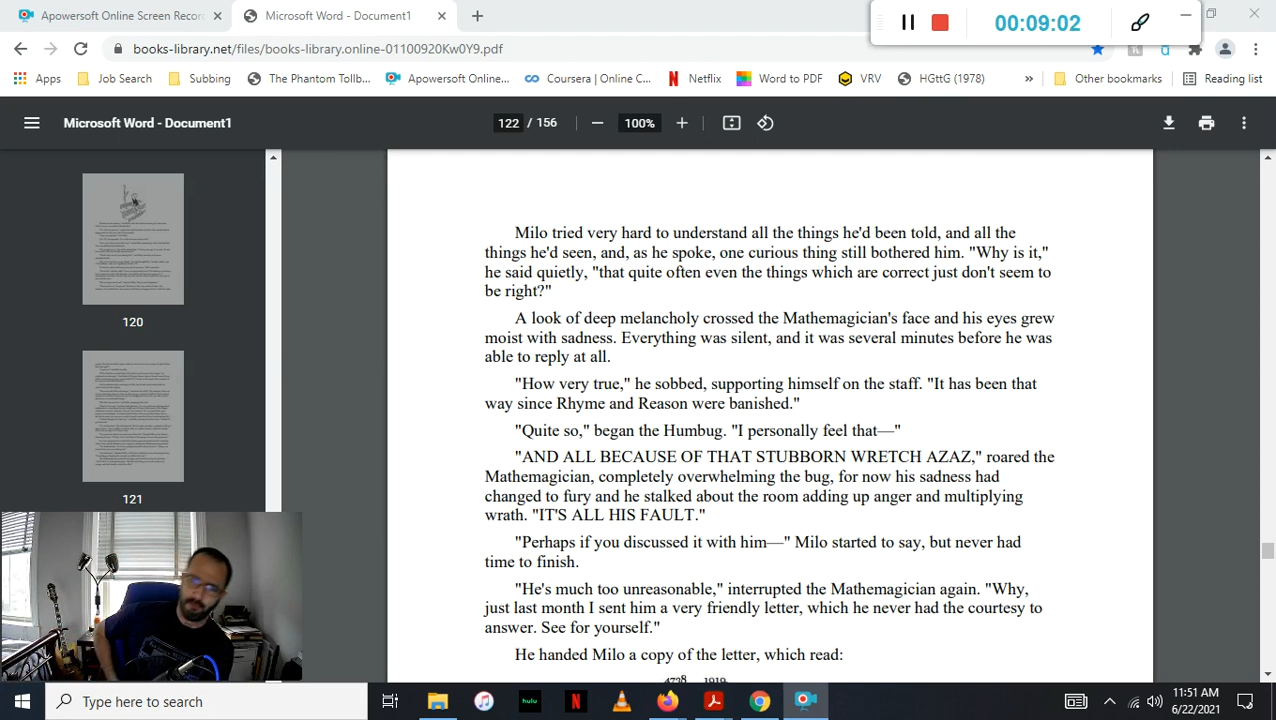 Apowersoft Online Screen Recor
Microsoft Word - Document1
00:09:02
books-library.net/files/books-library.online-01100920Kw0Y9.pdf
Apps
Job Search
Subbing
The Phantom Tollb...
Apowersoft Online...
Coursera | Online C...
Netflix
Word to PDF
VRV
HGttG (1978)
»
Other bookmarks
Reading list
Microsoft Word - Document1
122 / 156
100%
120
121
Milo tried very hard to understand all the things he'd been told, and all the
things he'd seen, and, as he spoke, one curious thing still bothered him. "Why is it,"
he said quietly, "that quite often even the things which are correct just don't seem to
be right?"
A look of deep melancholy crossed the Mathemagician's face and his eyes grew
moist with sadness. Everything was silent, and it was several minutes before he was
able to reply at all.
"How very true," he sobbed, supporting himself on the staff. "It has been that
way since Rhyme and Reason were banished."
"Quite so," began the Humbug. "I personally feel that—"
"AND ALL BECAUSE OF THAT STUBBORN WRETCH AZAZ," roared the
Mathemagician, completely overwhelming the bug, for now his sadness had
changed to fury and he stalked about the room adding up anger and multiplying
wrath. "IT'S ALL HIS FAULT."
"Perhaps if you discussed it with him—" Milo started to say, but never had
time to finish.
"He's much too unreasonable," interrupted the Mathemagician again. "Why,
just last month I sent him a very friendly letter, which he never had the courtesy to
answer. See for yourself."
He handed Milo a copy of the letter, which read:
4738 1919
Type here to search
hulu
11:51 AM
6/22/2021